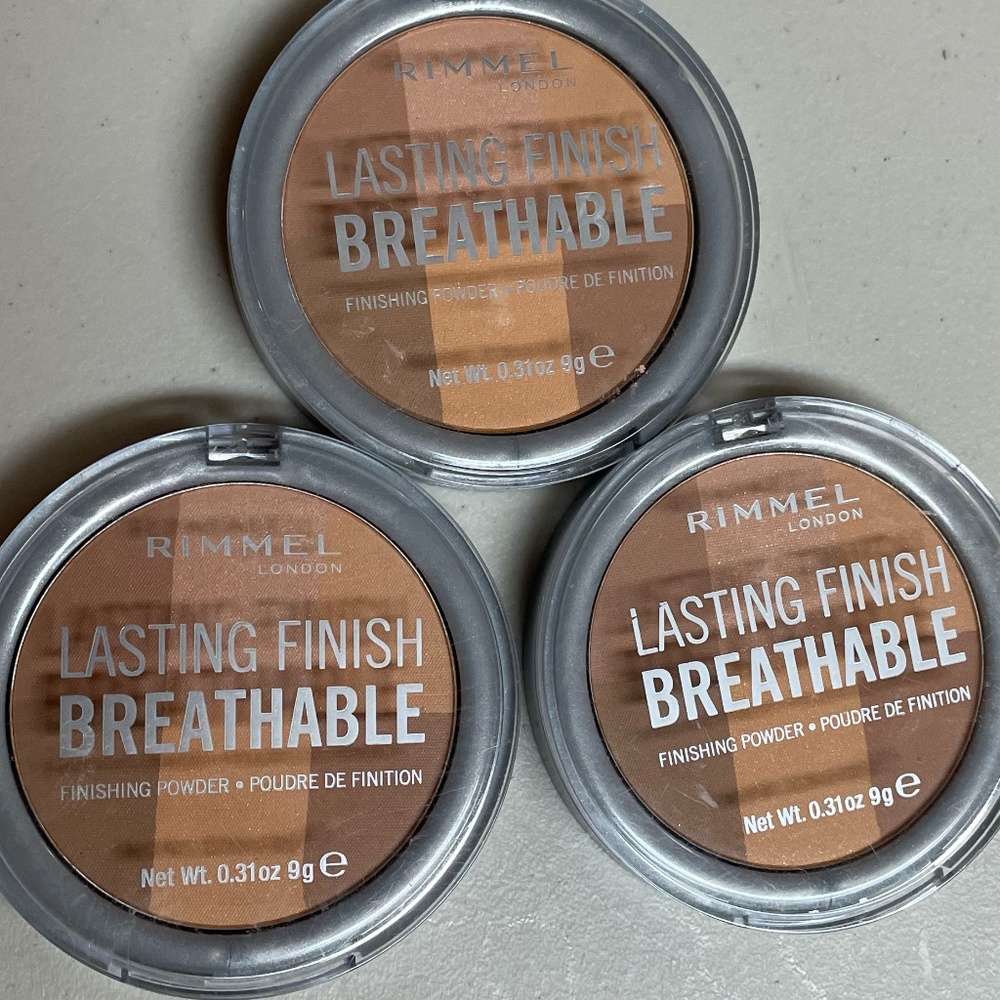 RIMMEL
LONDON
LASTING FINISH
BREATHABLE
FINISHING POWDER • POUDRE DE FINITION
Net Wt. 0.31oz 9g ℮
RIMMEL
LONDON
LASTING FINISH
BREATHABLE
FINISHING POWDER • POUDRE DE FINITION
Net Wt. 0.31oz 9g ℮
RIMMEL
LONDON
LASTING FINISH
BREATHABLE
FINISHING POWDER • POUDRE DE FINITION
Net Wt. 0.31oz 9g ℮